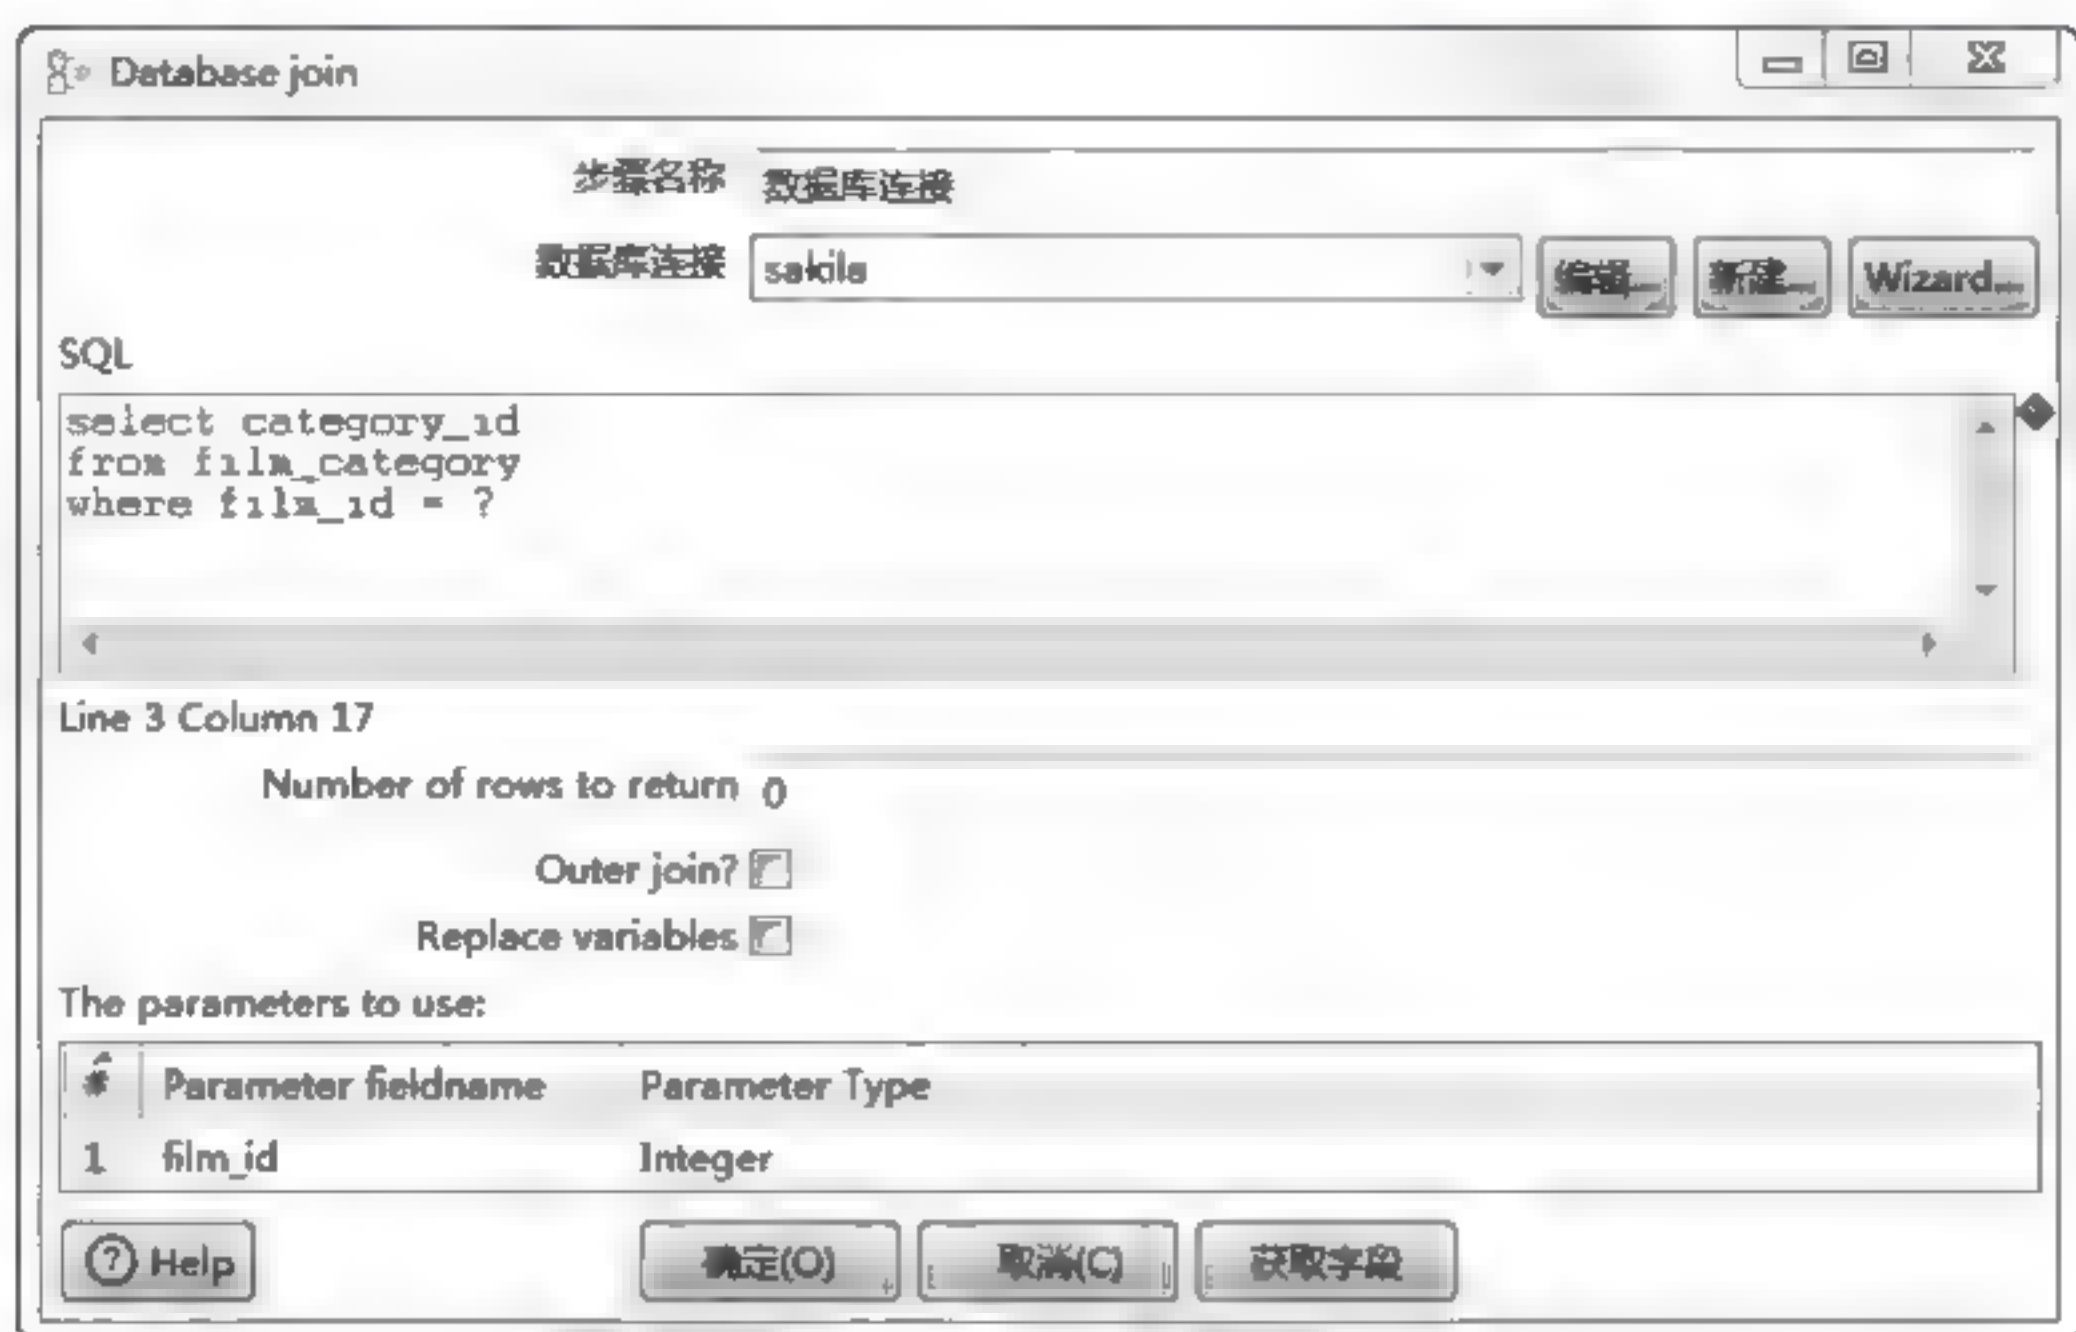 Database join
步骤名称 数据库连接
数据库连接 sakila 编辑... 新建... Wizard...
SQL
select category_id
from film_category
where film_id = ?
Line 3 Column 17
Number of rows to return 0
Outer join?
Replace variables
The parameters to use:
# Parameter fieldname Parameter Type
1 film_id Integer
Help 确定(O) 取消(C) 获取字段